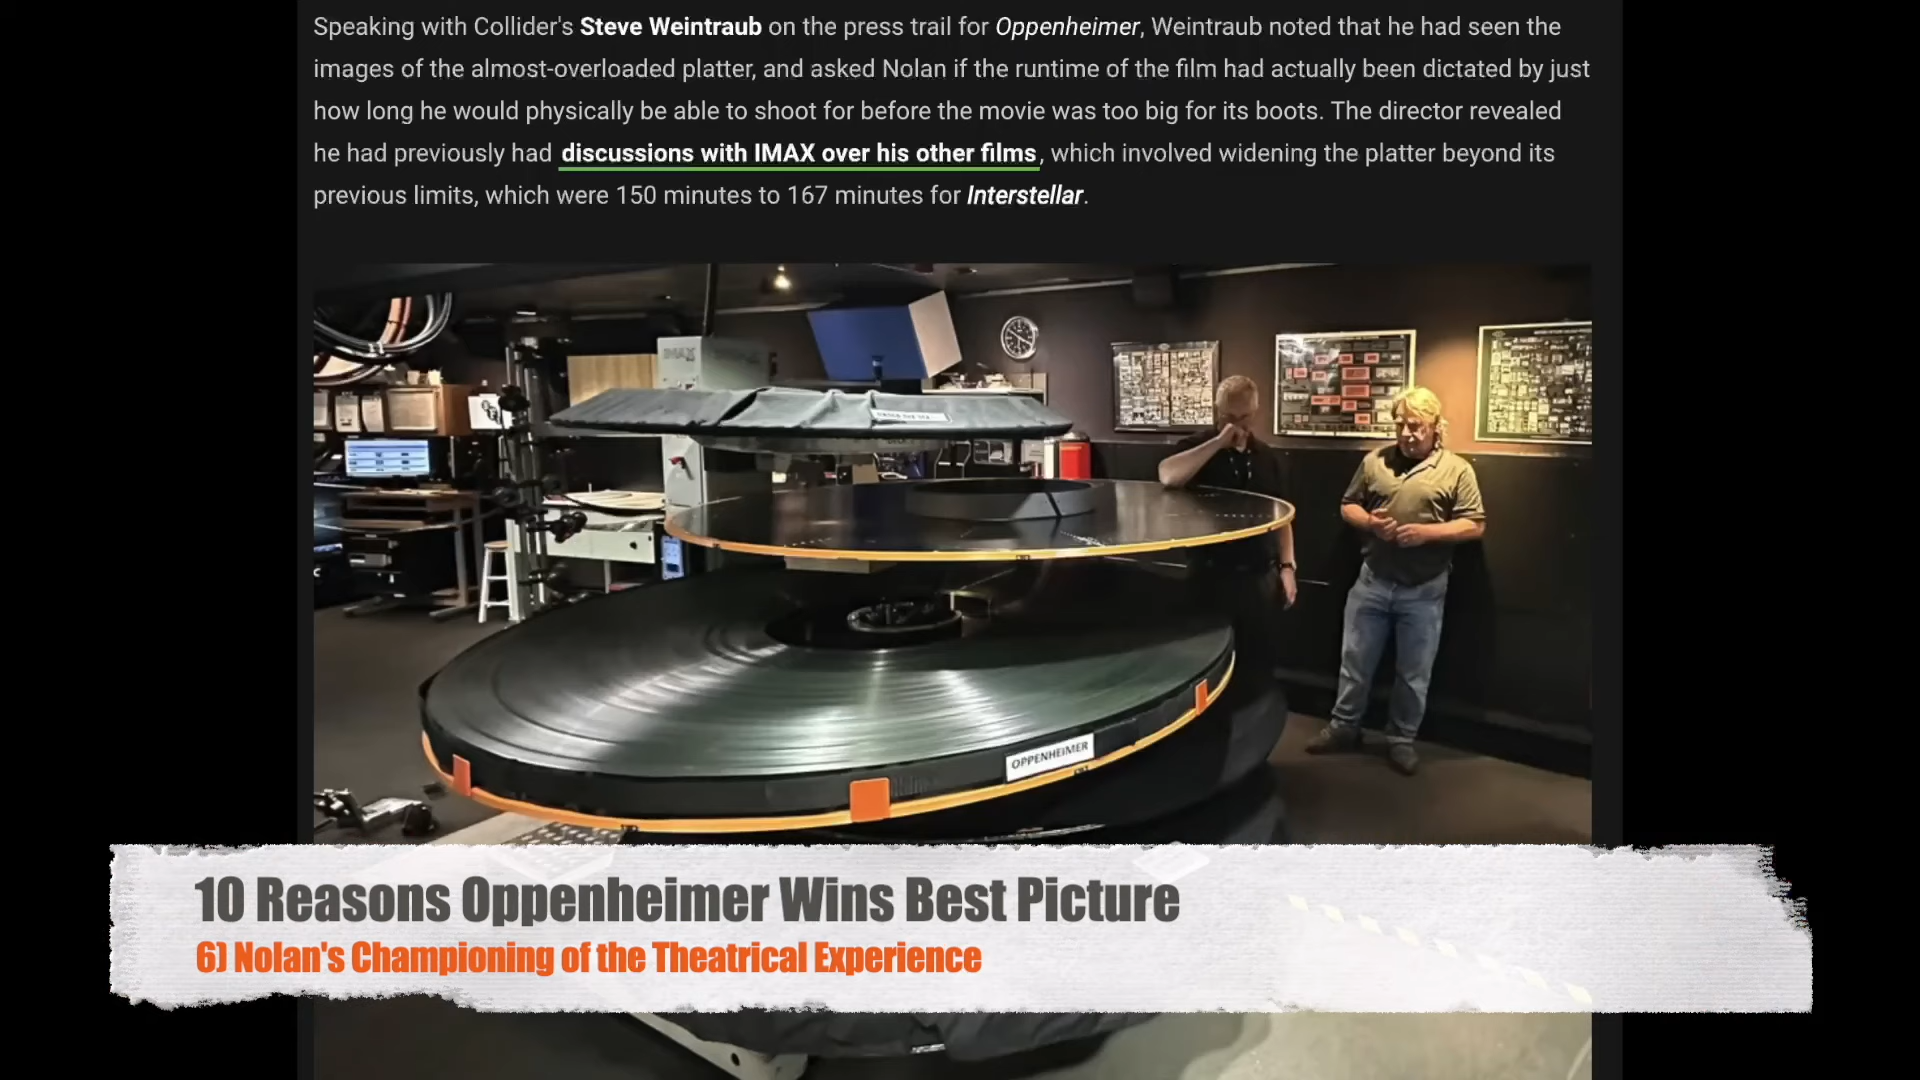 Speaking with Collider's Steve Weintraub on the press trail for Oppenheimer, Weintraub noted that he had seen the
images of the almost-overloaded platter, and asked Nolan if the runtime of the film had actually been dictated by just
how long he would physically be able to shoot for before the movie was too big for its boots. The director revealed
he had previously had discussions with IMAX over his other films, which involved widening the platter beyond its
previous limits, which were 150 minutes to 167 minutes for Interstellar.
IMAX
OPPENHEIMER
10 Reasons Oppenheimer Wins Best Picture
6) Nolan's Championing of the Theatrical Experience